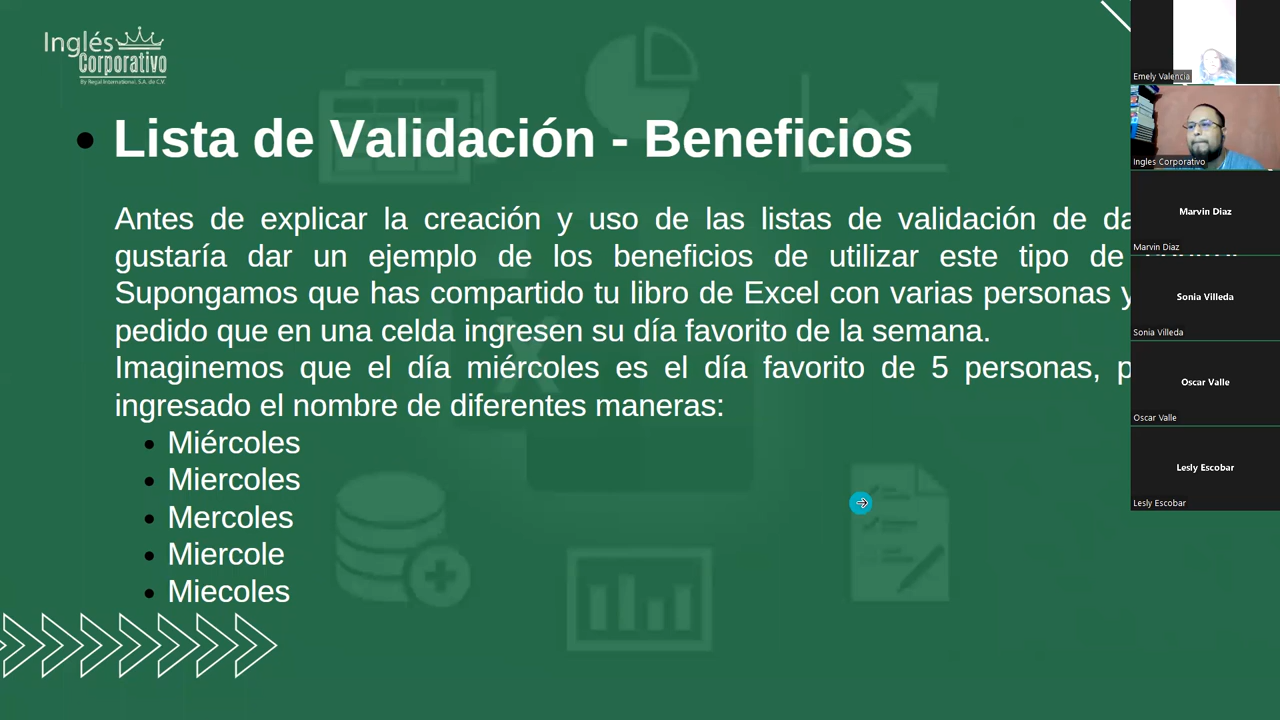 Inglés
Corporativo
By Regal International, S.A. de C.V.
Lista de Validación - Beneficios
Antes de explicar la creación y uso de las listas de validación de
gustaría dar un ejemplo de los beneficios de utilizar este tipo de
Supongamos que has compartido tu libro de Excel con varias personas y
pedido que en una celda ingresen su día favorito de la semana.
Imaginemos que el día miércoles es el día favorito de 5 personas,
ingresado el nombre de diferentes maneras:
Miércoles
Miercoles
Mercoles
Miercole
Miecoles
Emely Valencia
Ingles Corporativo
Marvin Diaz
Marvin Diaz
Sonia Villeda
Sonia Villeda
Oscar Valle
Oscar Valle
Lesly Escobar
Lesly Escobar